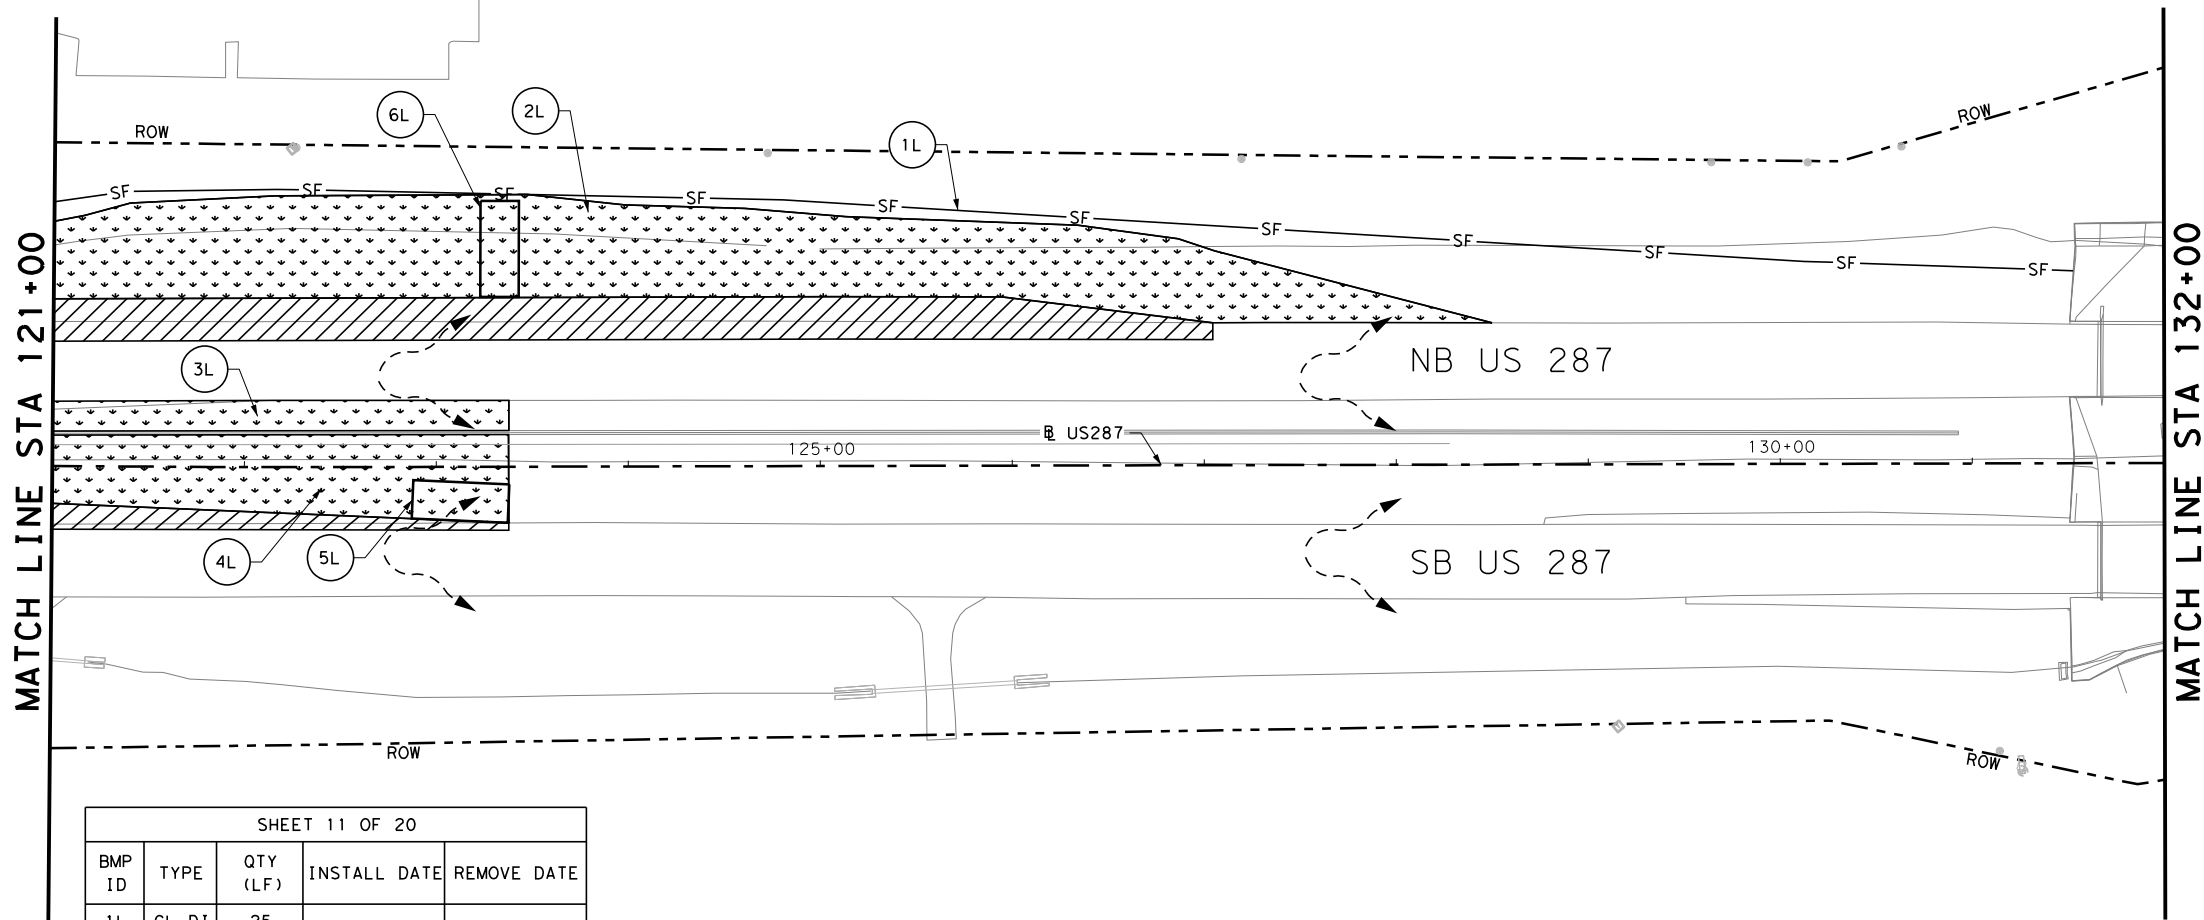 6L
2L
1L
ROW
ROW
SF SF SF SF SF SF SF SF SF SF SF
MATCH LINE STA 121+00
MATCH LINE STA 132+00
NB US 287
3L
US287
125+00
130+00
4L
5L
SB US 287
ROW
ROW
SHEET 11 OF 20
BMP ID
TYPE
QTY (LF)
INSTALL DATE
REMOVE DATE